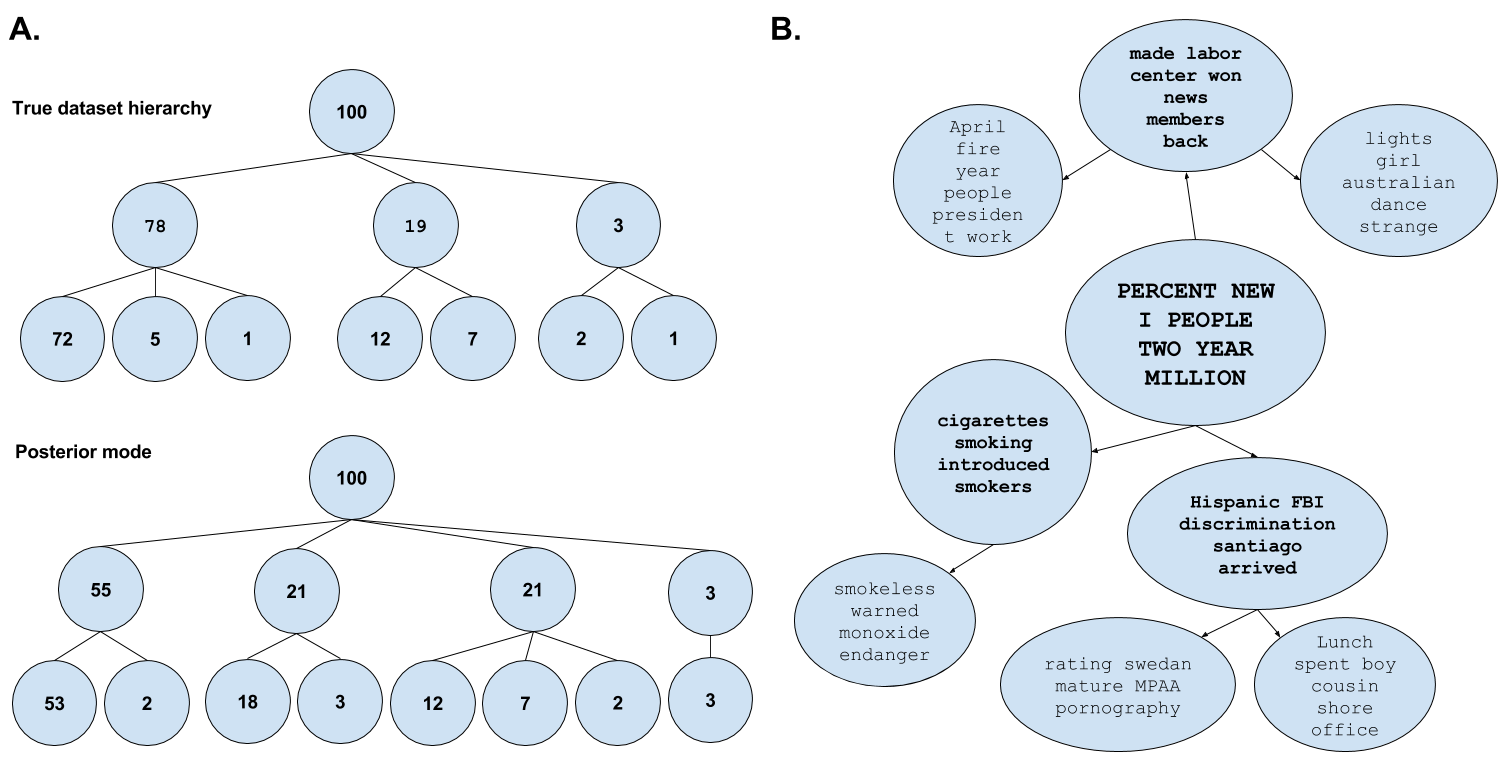 A.
True dataset hierarchy
100
78
19
3
72
5
1
12
7
2
1
Posterior mode
100
55
21
21
3
53
2
18
3
12
7
2
3
B.
made labor
center won
news
members
back
April
fire
year
people
presiden
t work
lights
girl
australian
dance
strange
PERCENT NEW
I PEOPLE
TWO YEAR
MILLION
cigarettes
smoking
introduced
smokers
Hispanic FBI
discrimination
santiago
arrived
smokeless
warned
monoxide
endanger
rating swedan
mature MPAA
pornography
Lunch
spent boy
cousin
shore
office